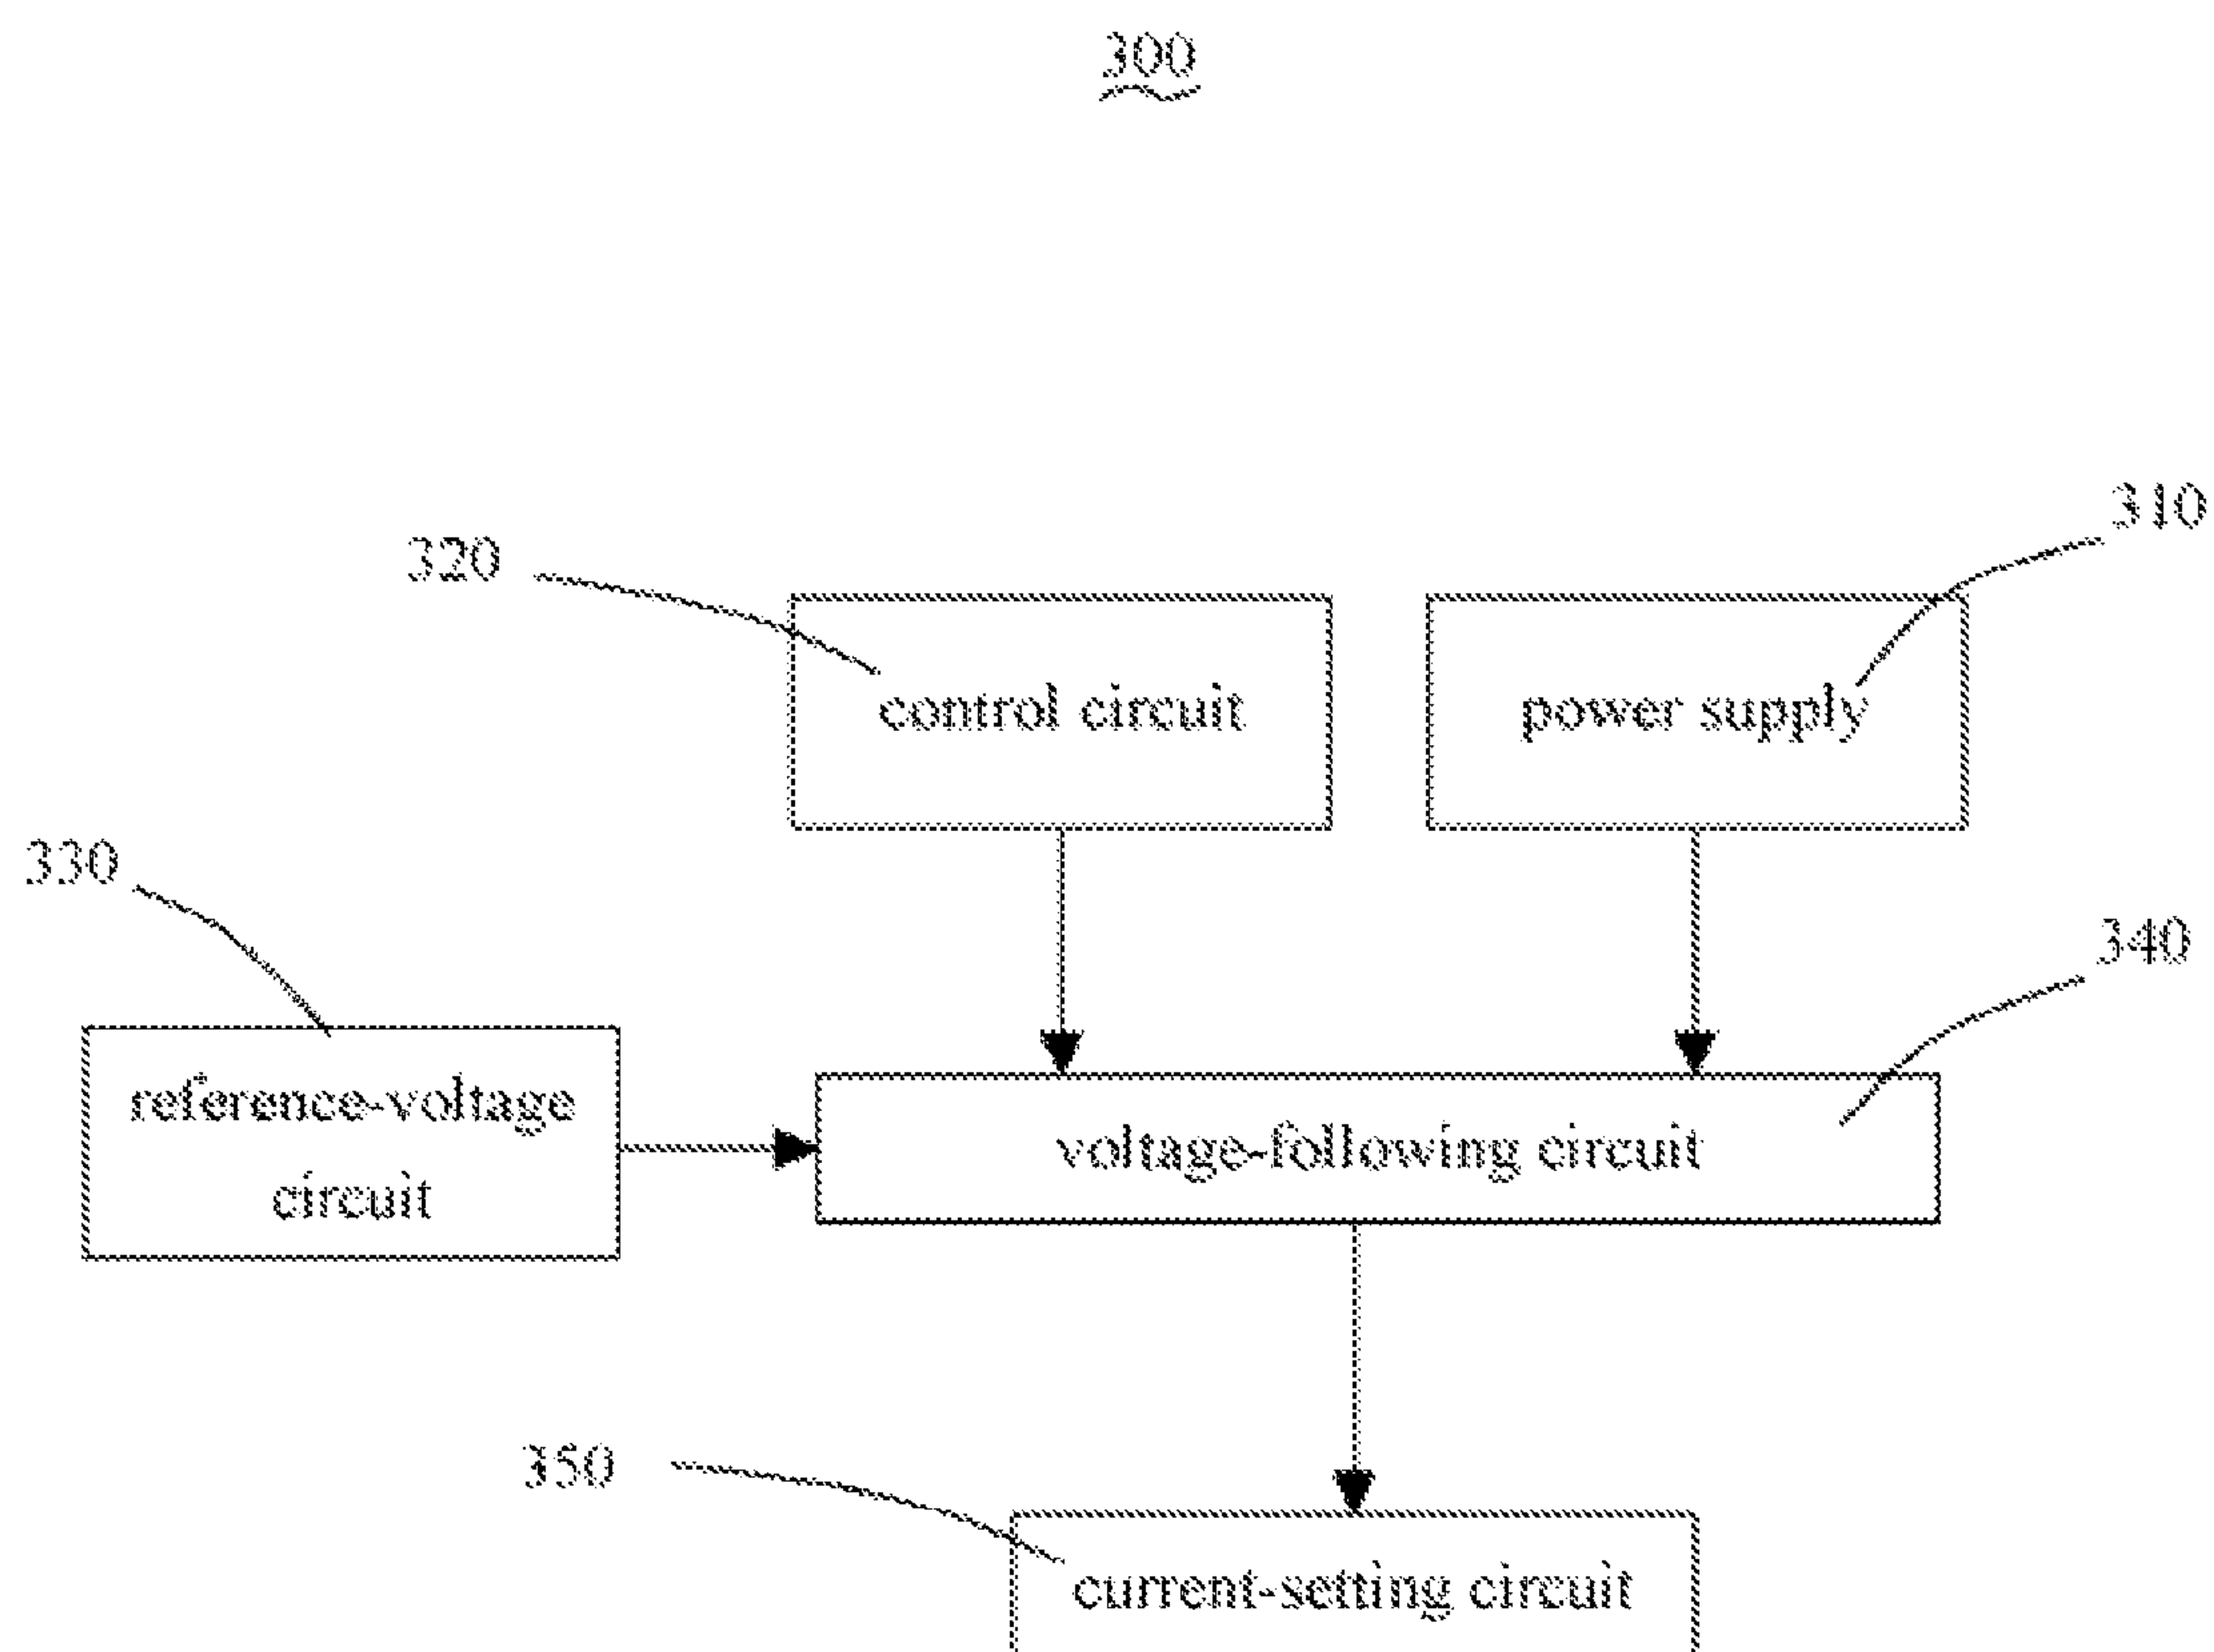 300
310
320
control circuit
power supply
330
340
reference-voltage
circuit
voltage-following circuit
350
current-setting circuit